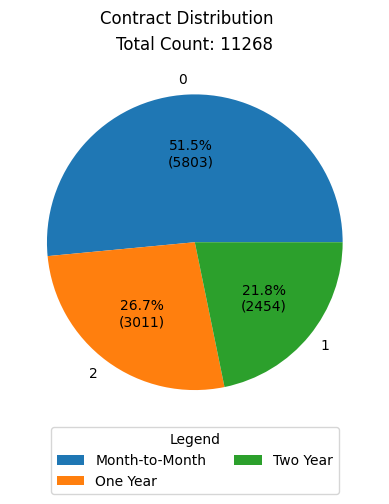 Contract Distribution
Total Count: 11268
0
51.5%
(5803)
26.7%
(3011)
21.8%
(2454)
1
2
Legend
Month-to-Month
Two Year
One Year